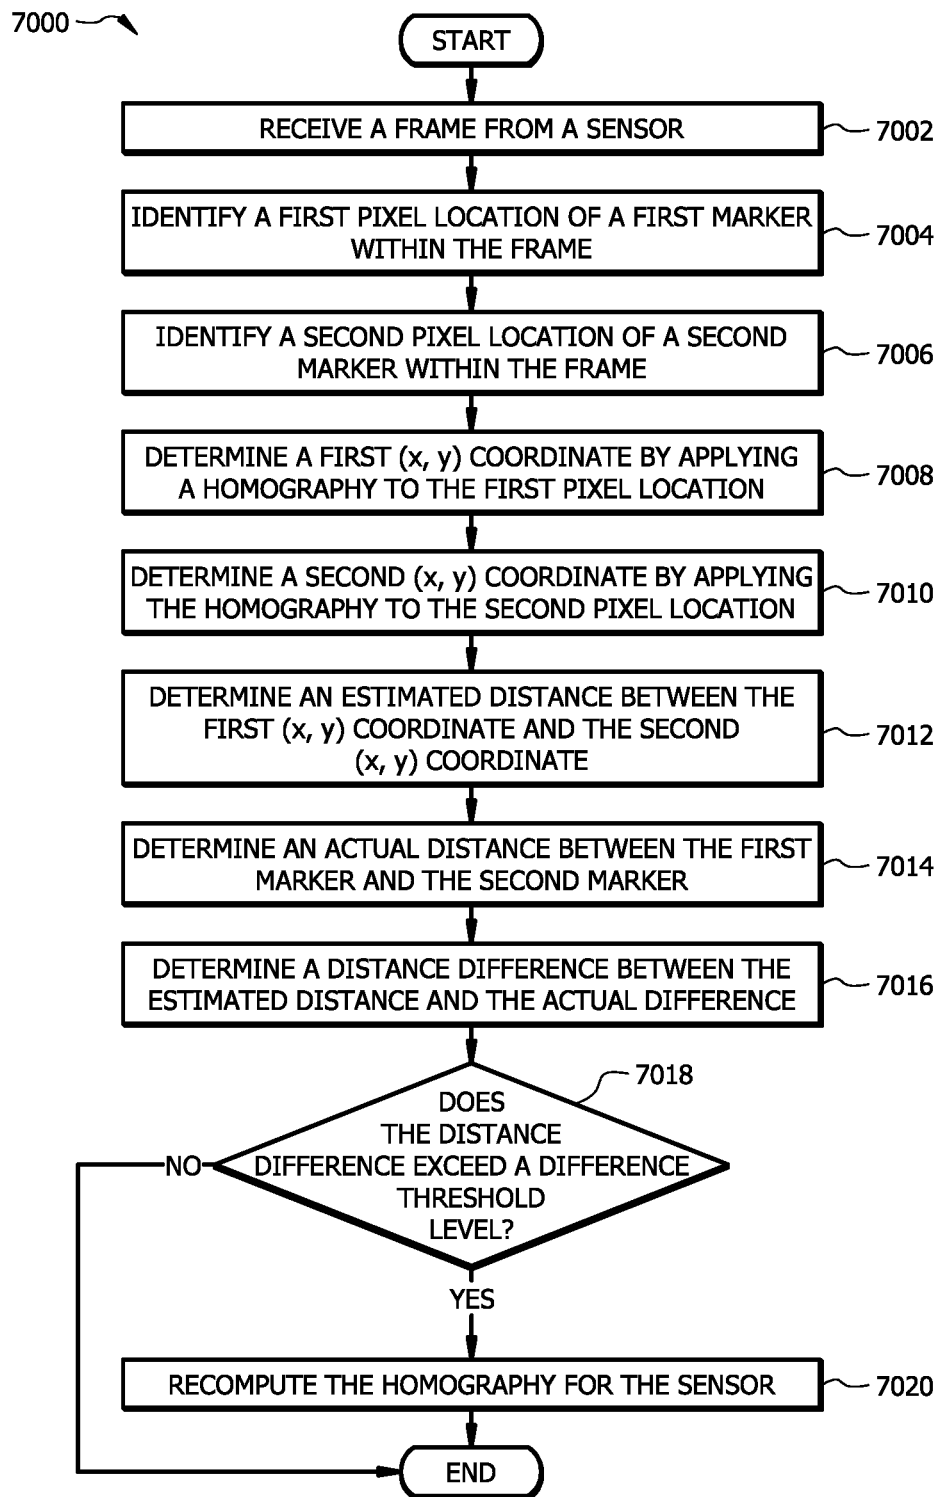 7000
START
RECEIVE A FRAME FROM A SENSOR
7002
IDENTIFY A FIRST PIXEL LOCATION OF A FIRST MARKER
WITHIN THE FRAME
7004
IDENTIFY A SECOND PIXEL LOCATION OF A SECOND
MARKER WITHIN THE FRAME
7006
DETERMINE A FIRST (x, y) COORDINATE BY APPLYING
A HOMOGRAPHY TO THE FIRST PIXEL LOCATION
7008
DETERMINE A SECOND (x, y) COORDINATE BY APPLYING
THE HOMOGRAPHY TO THE SECOND PIXEL LOCATION
7010
DETERMINE AN ESTIMATED DISTANCE BETWEEN THE
FIRST (x, y) COORDINATE AND THE SECOND
(x, y) COORDINATE
7012
DETERMINE AN ACTUAL DISTANCE BETWEEN THE FIRST
MARKER AND THE SECOND MARKER
7014
DETERMINE A DISTANCE DIFFERENCE BETWEEN THE
ESTIMATED DISTANCE AND THE ACTUAL DIFFERENCE
7016
7018
DOES
THE DISTANCE
DIFFERENCE EXCEED A DIFFERENCE
THRESHOLD
LEVEL?
NO
YES
RECOMPUTE THE HOMOGRAPHY FOR THE SENSOR
7020
END